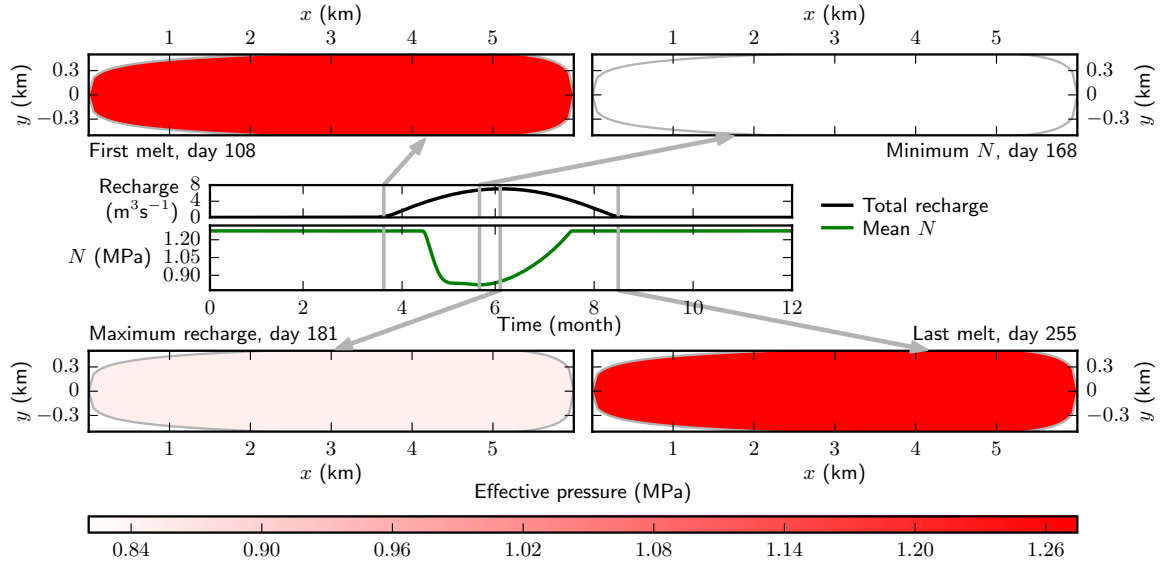 x (km)
x (km)
1 2 3 4 5
1 2 3 4 5
y (km)
0.3
0
−0.3
0.3
0
−0.3
y (km)
First melt, day 108
Minimum N, day 168
Recharge
(m³s⁻¹)
8
4
0
Total recharge
Mean N
N (MPa)
1.20
1.05
0.90
0 2 4 6 8 10 12
Time (month)
Maximum recharge, day 181
Last melt, day 255
y (km)
0.3
0
−0.3
0.3
0
−0.3
y (km)
1 2 3 4 5
1 2 3 4 5
x (km)
x (km)
Effective pressure (MPa)
0.84 0.90 0.96 1.02 1.08 1.14 1.20 1.26